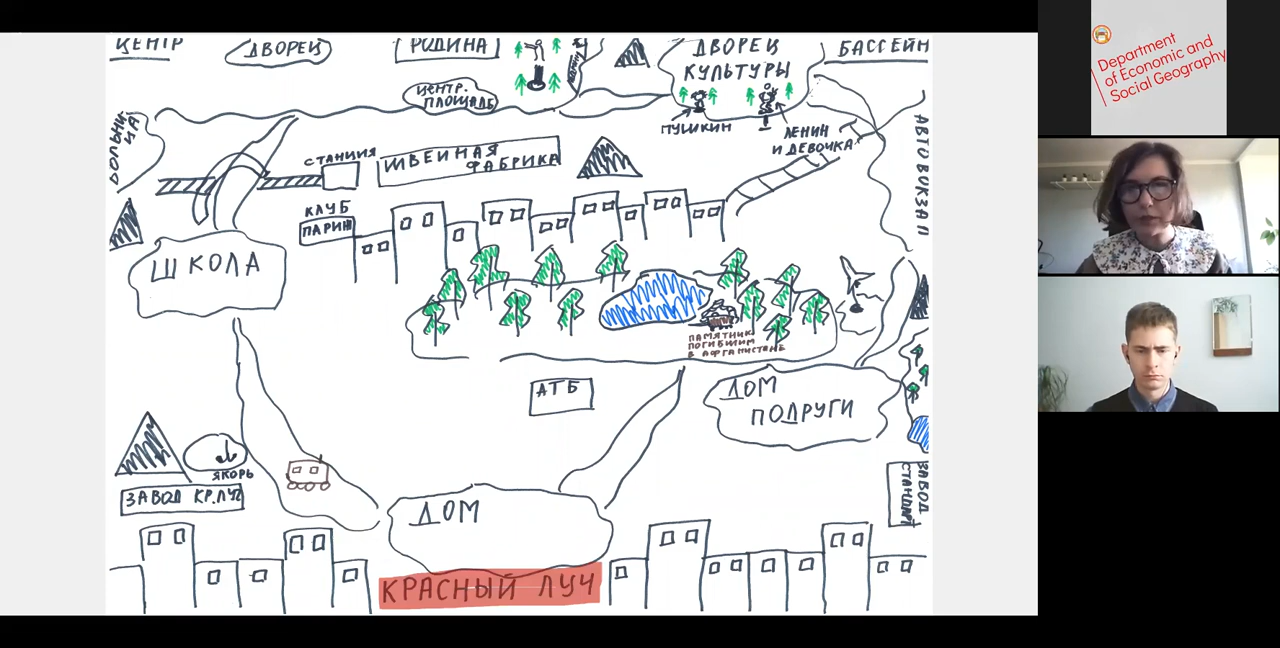 ЦЕНТР
ДВОРЕЦ
РОДИНА
ДВОРЕЦ
КУЛЬТУРЫ
БАССЕЙН
ЦЕНТР.
ПЛОЩАДЬ
ПУШКИН
ЛЕНИН
И ДЕВОЧКА
БОЛЬНИ
ЦА
АВТОВОКЗАЛ
СТАНЦИЯ
ШВЕЙНАЯ
ФАБРИКА
КЛУБ
ПАРИЖ
ШКОЛА
ПАМЯТНИК
ПОГИБШИМ
В АФГАНИСТАНЕ
АТБ
ДОМ
ПОДРУГИ
ЯКОРЬ
ЗАВОД КР.ЛУЧ
ЗАВОД
СТАНДАРТ
ДОМ
КРАСНЫЙ ЛУЧ
Department
of Economic and
Social Geography